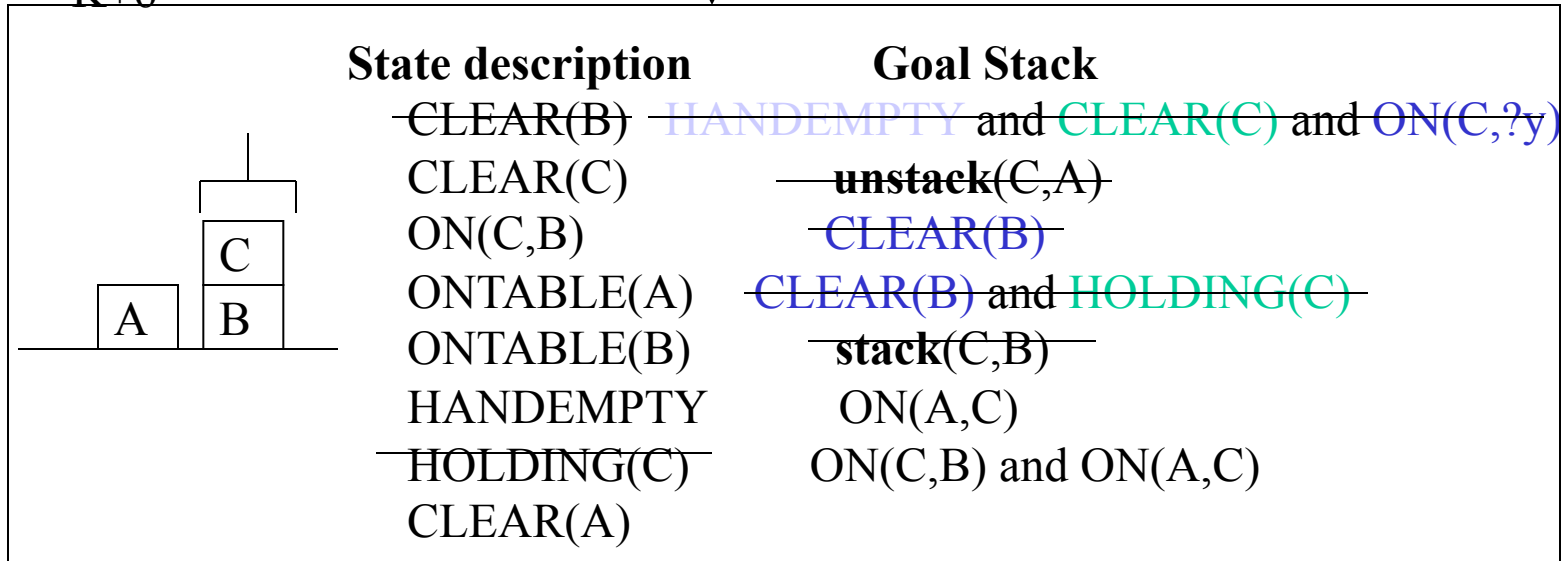 State description Goal Stack
CLEAR(B) HANDEMPTY and CLEAR(C) and ON(C,?y)
CLEAR(C) unstack(C,A)
ON(C,B) CLEAR(B)
ONTABLE(A) CLEAR(B) and HOLDING(C)
ONTABLE(B) stack(C,B)
HANDEMPTY ON(A,C)
HOLDING(C) ON(C,B) and ON(A,C)
CLEAR(A)
C
A B